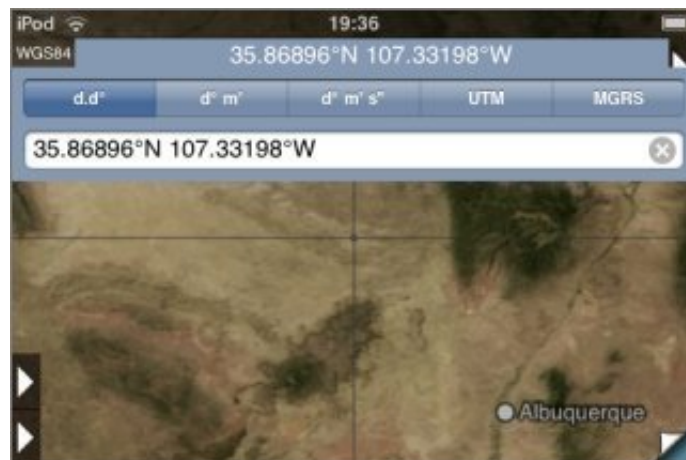 iPod 19:36
WGS84 35.86896°N 107.33198°W
d.d° d° m' d° m' s" UTM MGRS
35.86896°N 107.33198°W
Albuquerque